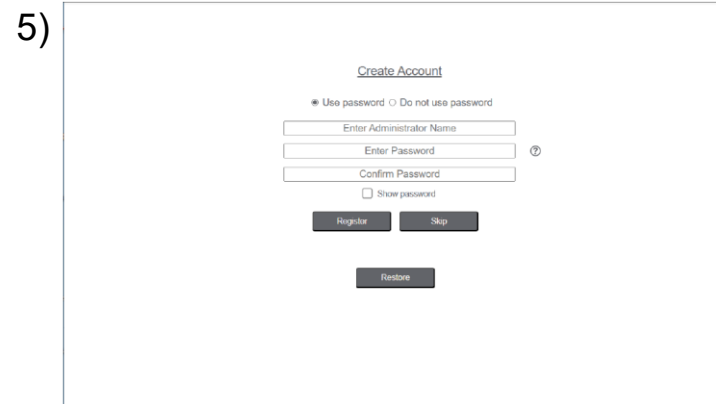 5)
Create Account
Use password Do not use password
Enter Administrator Name
Enter Password ?
Confirm Password
Show password
Register Skip
Restore